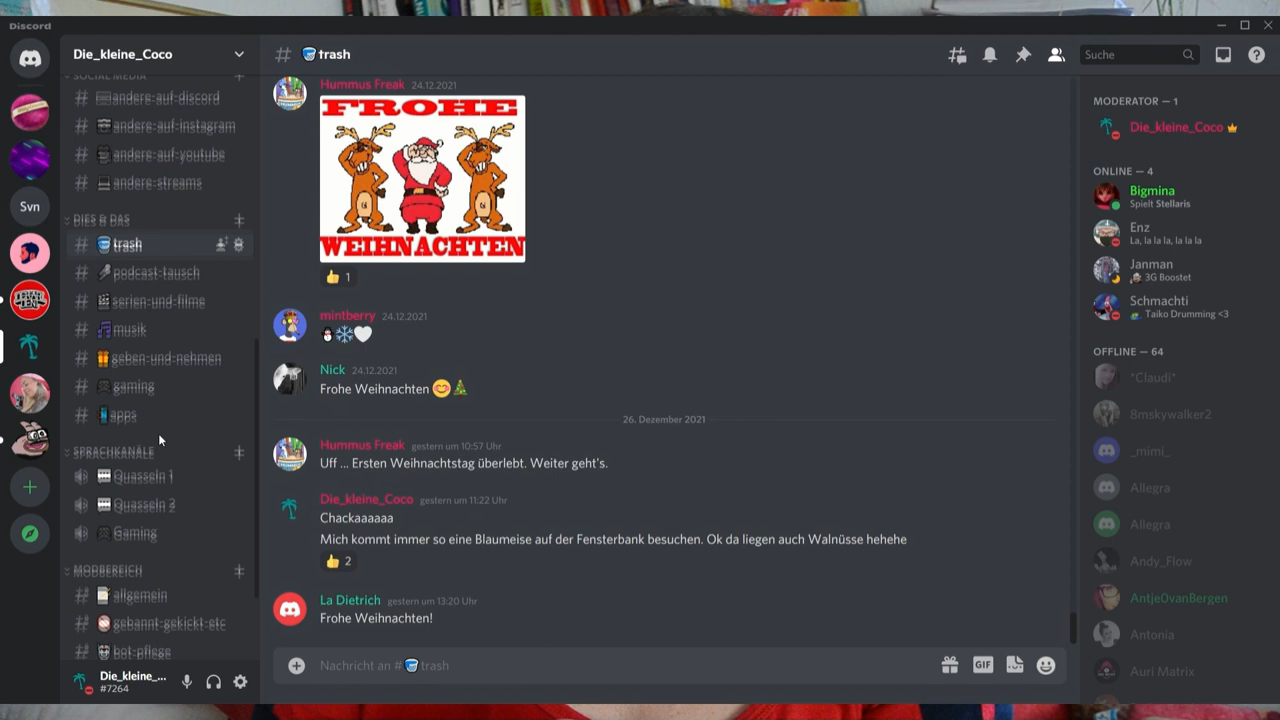 Discord
Die_kleine_Coco
# trash
Suche
SOCIAL MEDIA
# andere-auf-discord
# andere-auf-instagram
# andere-auf-youtube
# andere-streams
DIES & DAS
# trash
# podcast-tausch
# serien-und-filme
# musik
# geben-und-nehmen
# gaming
# apps
SPRACHKANÄLE
Quasseln 1
Quasseln 2
Gaming
MODBEREICH
# allgemein
# gebannt-gekickt-etc
# bot-pflege
Die_kleine_...
#7264
Svn
Hummus Freak 24.12.2021
FROHE
WEIHNACHTEN
👍 1
mintberry 24.12.2021
⛄❄️🤍
Nick 24.12.2021
Frohe Weihnachten 😊🎄
26. Dezember 2021
Hummus Freak gestern um 10:57 Uhr
Uff ... Ersten Weihnachtstag überlebt. Weiter geht's.
Die_kleine_Coco gestern um 11:22 Uhr
Chackaaaaaa
Mich kommt immer so eine Blaumeise auf der Fensterbank besuchen. Ok da liegen auch Walnüsse hehehe
👍 2
La Dietrich gestern um 13:20 Uhr
Frohe Weihnachten!
Nachricht an # trash
GIF
MODERATOR — 1
Die_kleine_Coco
ONLINE — 4
Bigmina
Spielt Stellaris
Enz
La, la la la, la la la
Janman
3G Boostet
Schmachti
Taiko Drumming <3
OFFLINE — 64
*Claudi*
8mskywalker2
_mimi_
Allegra
Allegra
Andy_Flow
AntjeOvanBergen
Antonia
Auri Matrix